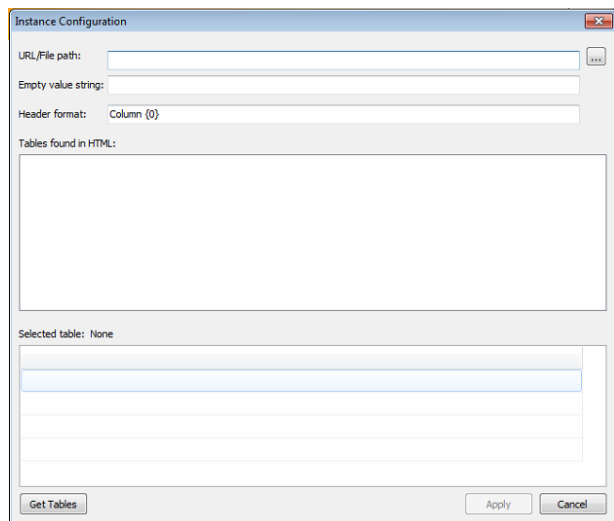 Instance Configuration
URL/File path:
...
Empty value string:
Header format: Column {0}
Tables found in HTML:
Selected table: None
Get Tables Apply Cancel